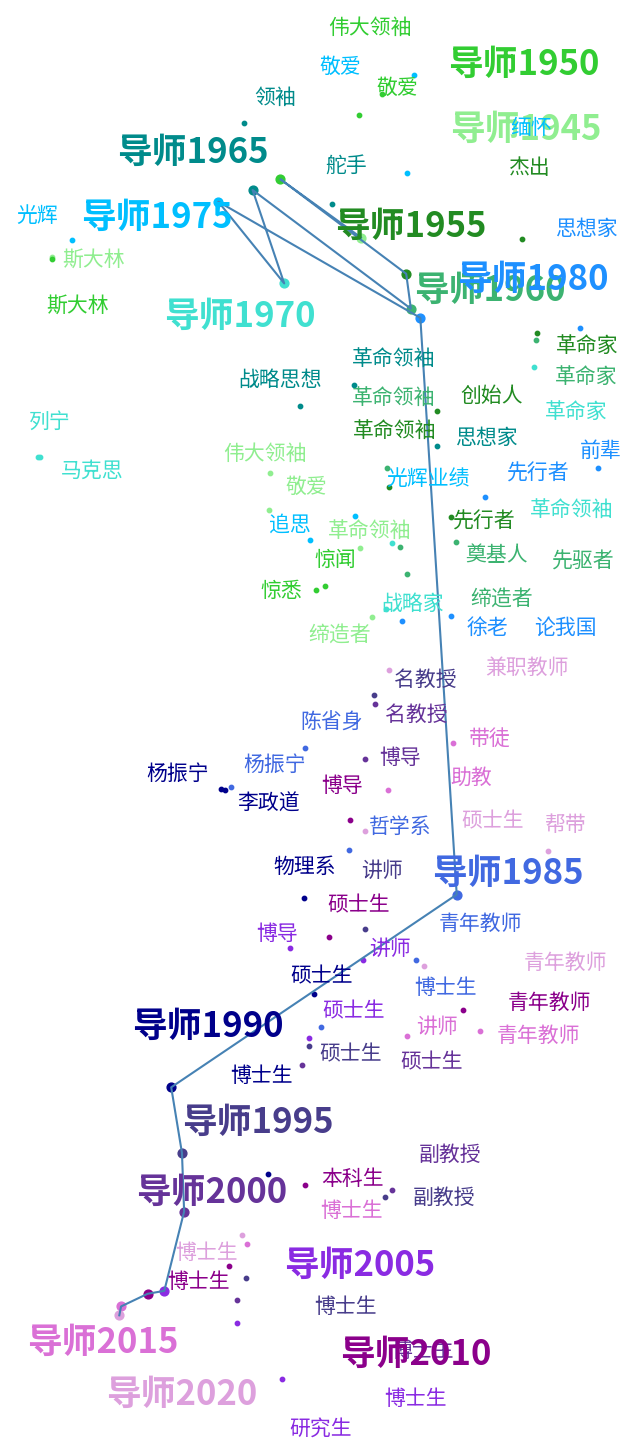 伟大领袖
导师1950
敬爱
敬爱
领袖
导师1945
缅怀
导师1965
舵手
杰出
光辉
导师1975
导师1955
思想家
斯大林
导师1980
导师1960
斯大林
导师1970
革命家
革命领袖
革命家
战略思想
革命领袖
创始人
革命家
列宁
革命领袖
思想家
伟大领袖
前辈
马克思
光辉业绩
先行者
敬爱
革命领袖
追思
革命领袖
先行者
惊闻
奠基人
先驱者
惊悉
战略家
缔造者
缔造者
徐老
论我国
兼职教师
名教授
名教授
陈省身
带徒
杨振宁
杨振宁
博导
助教
李政道
博导
硕士生
帮带
哲学系
物理系
讲师
导师1985
硕士生
青年教师
博导
讲师
青年教师
硕士生
博士生
青年教师
导师1990
硕士生
讲师
青年教师
硕士生
硕士生
博士生
导师1995
副教授
导师2000
本科生
副教授
博士生
博士生
导师2005
博士生
博士生
导师2015
导师2010
博士生
导师2020
博士生
研究生